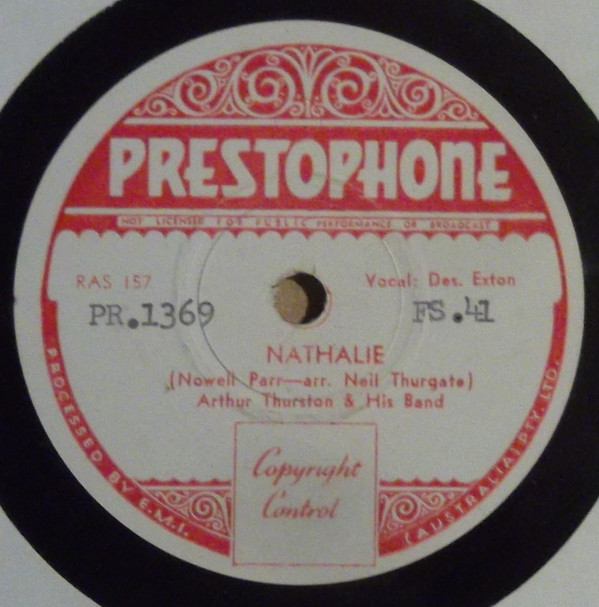 PRESTOPHONE
NOT LICENSED FOR PUBLIC PERFORMANCE OR BROADCAST
RAS 157 Vocal: Des. Exton
PR.1369 FS.41
NATHALIE
(Nowell Parr—arr. Neil Thurgate)
Arthur Thurston & His Band
Copyright
Control
PROCESSED BY E.M.I. (AUSTRALIA) PTY. LTD.